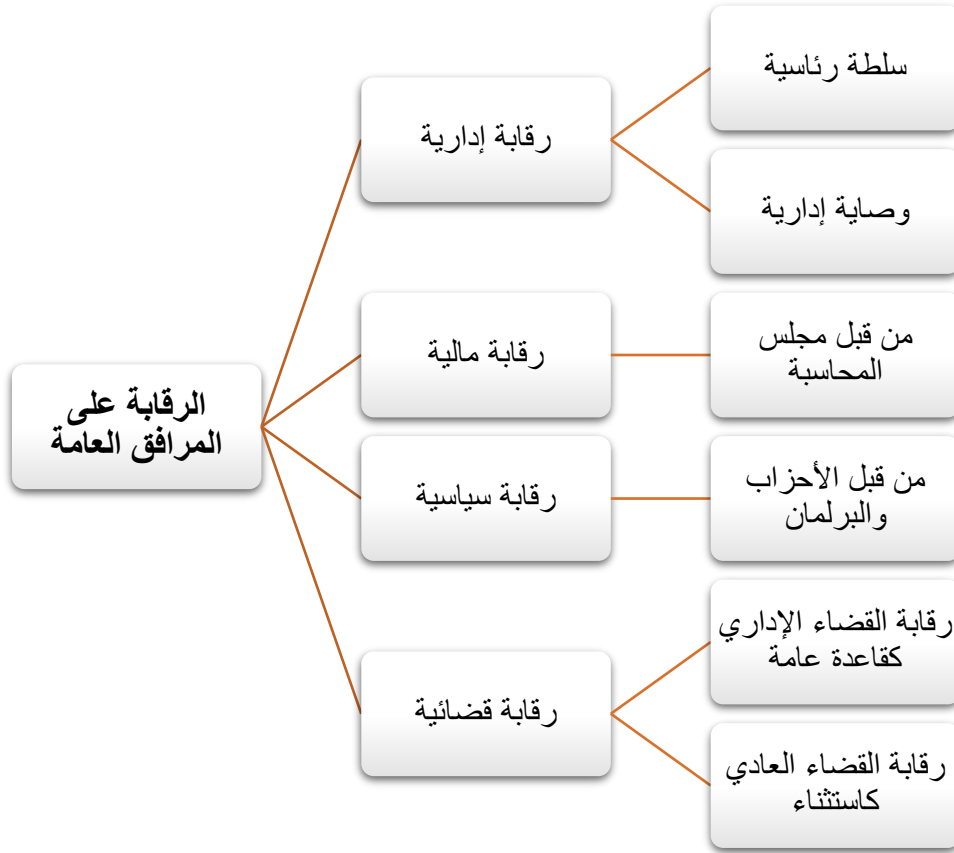 الرقابة على
المرافق العامة
رقابة إدارية
سلطة رئاسية
وصاية إدارية
رقابة مالية
من قبل مجلس
المحاسبة
رقابة سياسية
من قبل الأحزاب
والبرلمان
رقابة قضائية
رقابة القضاء الإداري
كقاعدة عامة
رقابة القضاء العادي
كاستثناء